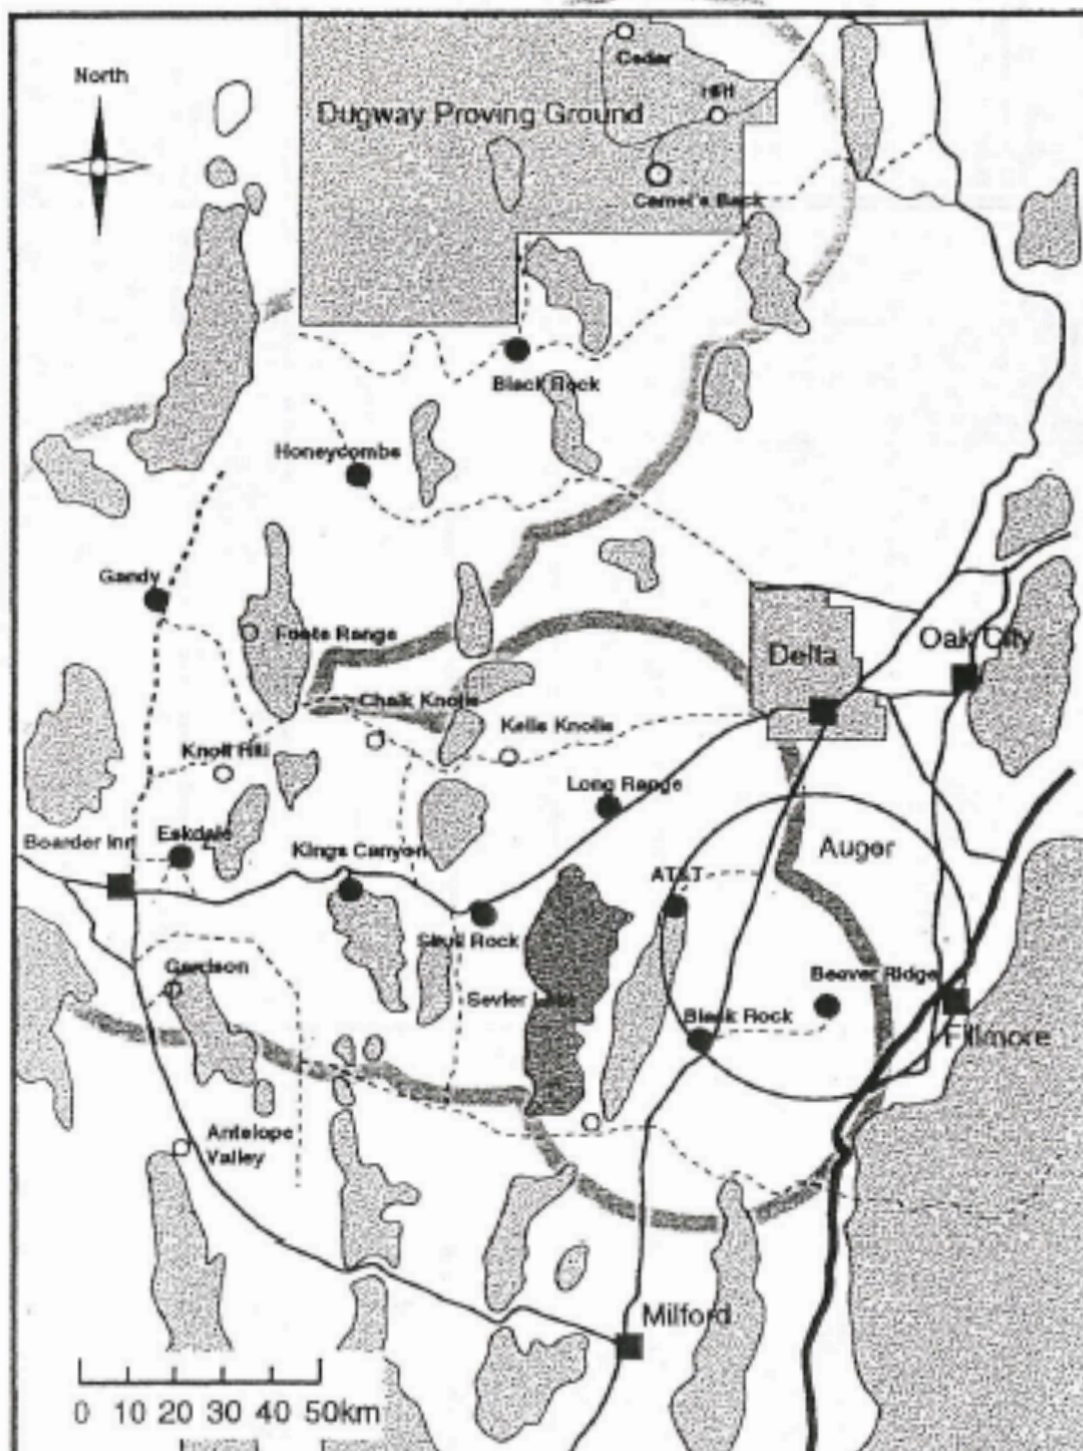 North
Cedar
Dugway Proving Ground
Camel's Back
Black Rock
Honeycombs
Gandy
Foote Range
Delta
Oak City
Chalk Knolls
Kells Knolls
Knoll Hill
Long Range
Boarder Inn
Eskdale
Kings Canyon
Auger
AT&T
Skull Rock
Garrison
Beaver Ridge
Sevier Lake
Black Rock
Fillmore
Antelope
Valley
Milford
0 10 20 30 40 50km